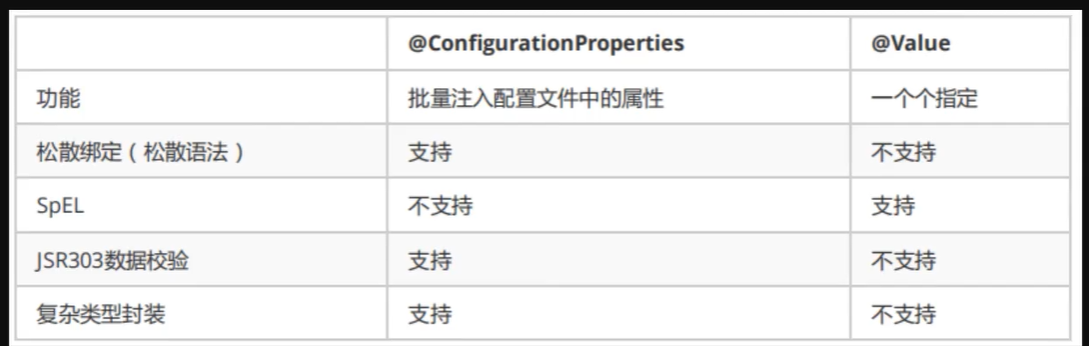 @ConfigurationProperties @Value
功能 批量注入配置文件中的属性 一个个指定
松散绑定（松散语法） 支持 不支持
SpEL 不支持 支持
JSR303数据校验 支持 不支持
复杂类型封装 支持 不支持